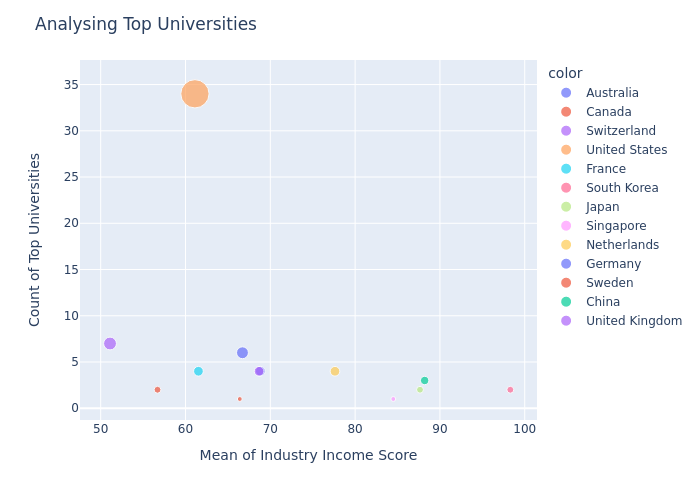 Analysing Top Universities
color
Australia
Canada
Switzerland
United States
France
South Korea
Japan
Singapore
Netherlands
Germany
Sweden
China
United Kingdom
Count of Top Universities
35
30
25
20
15
10
5
0
50 60 70 80 90 100
Mean of Industry Income Score